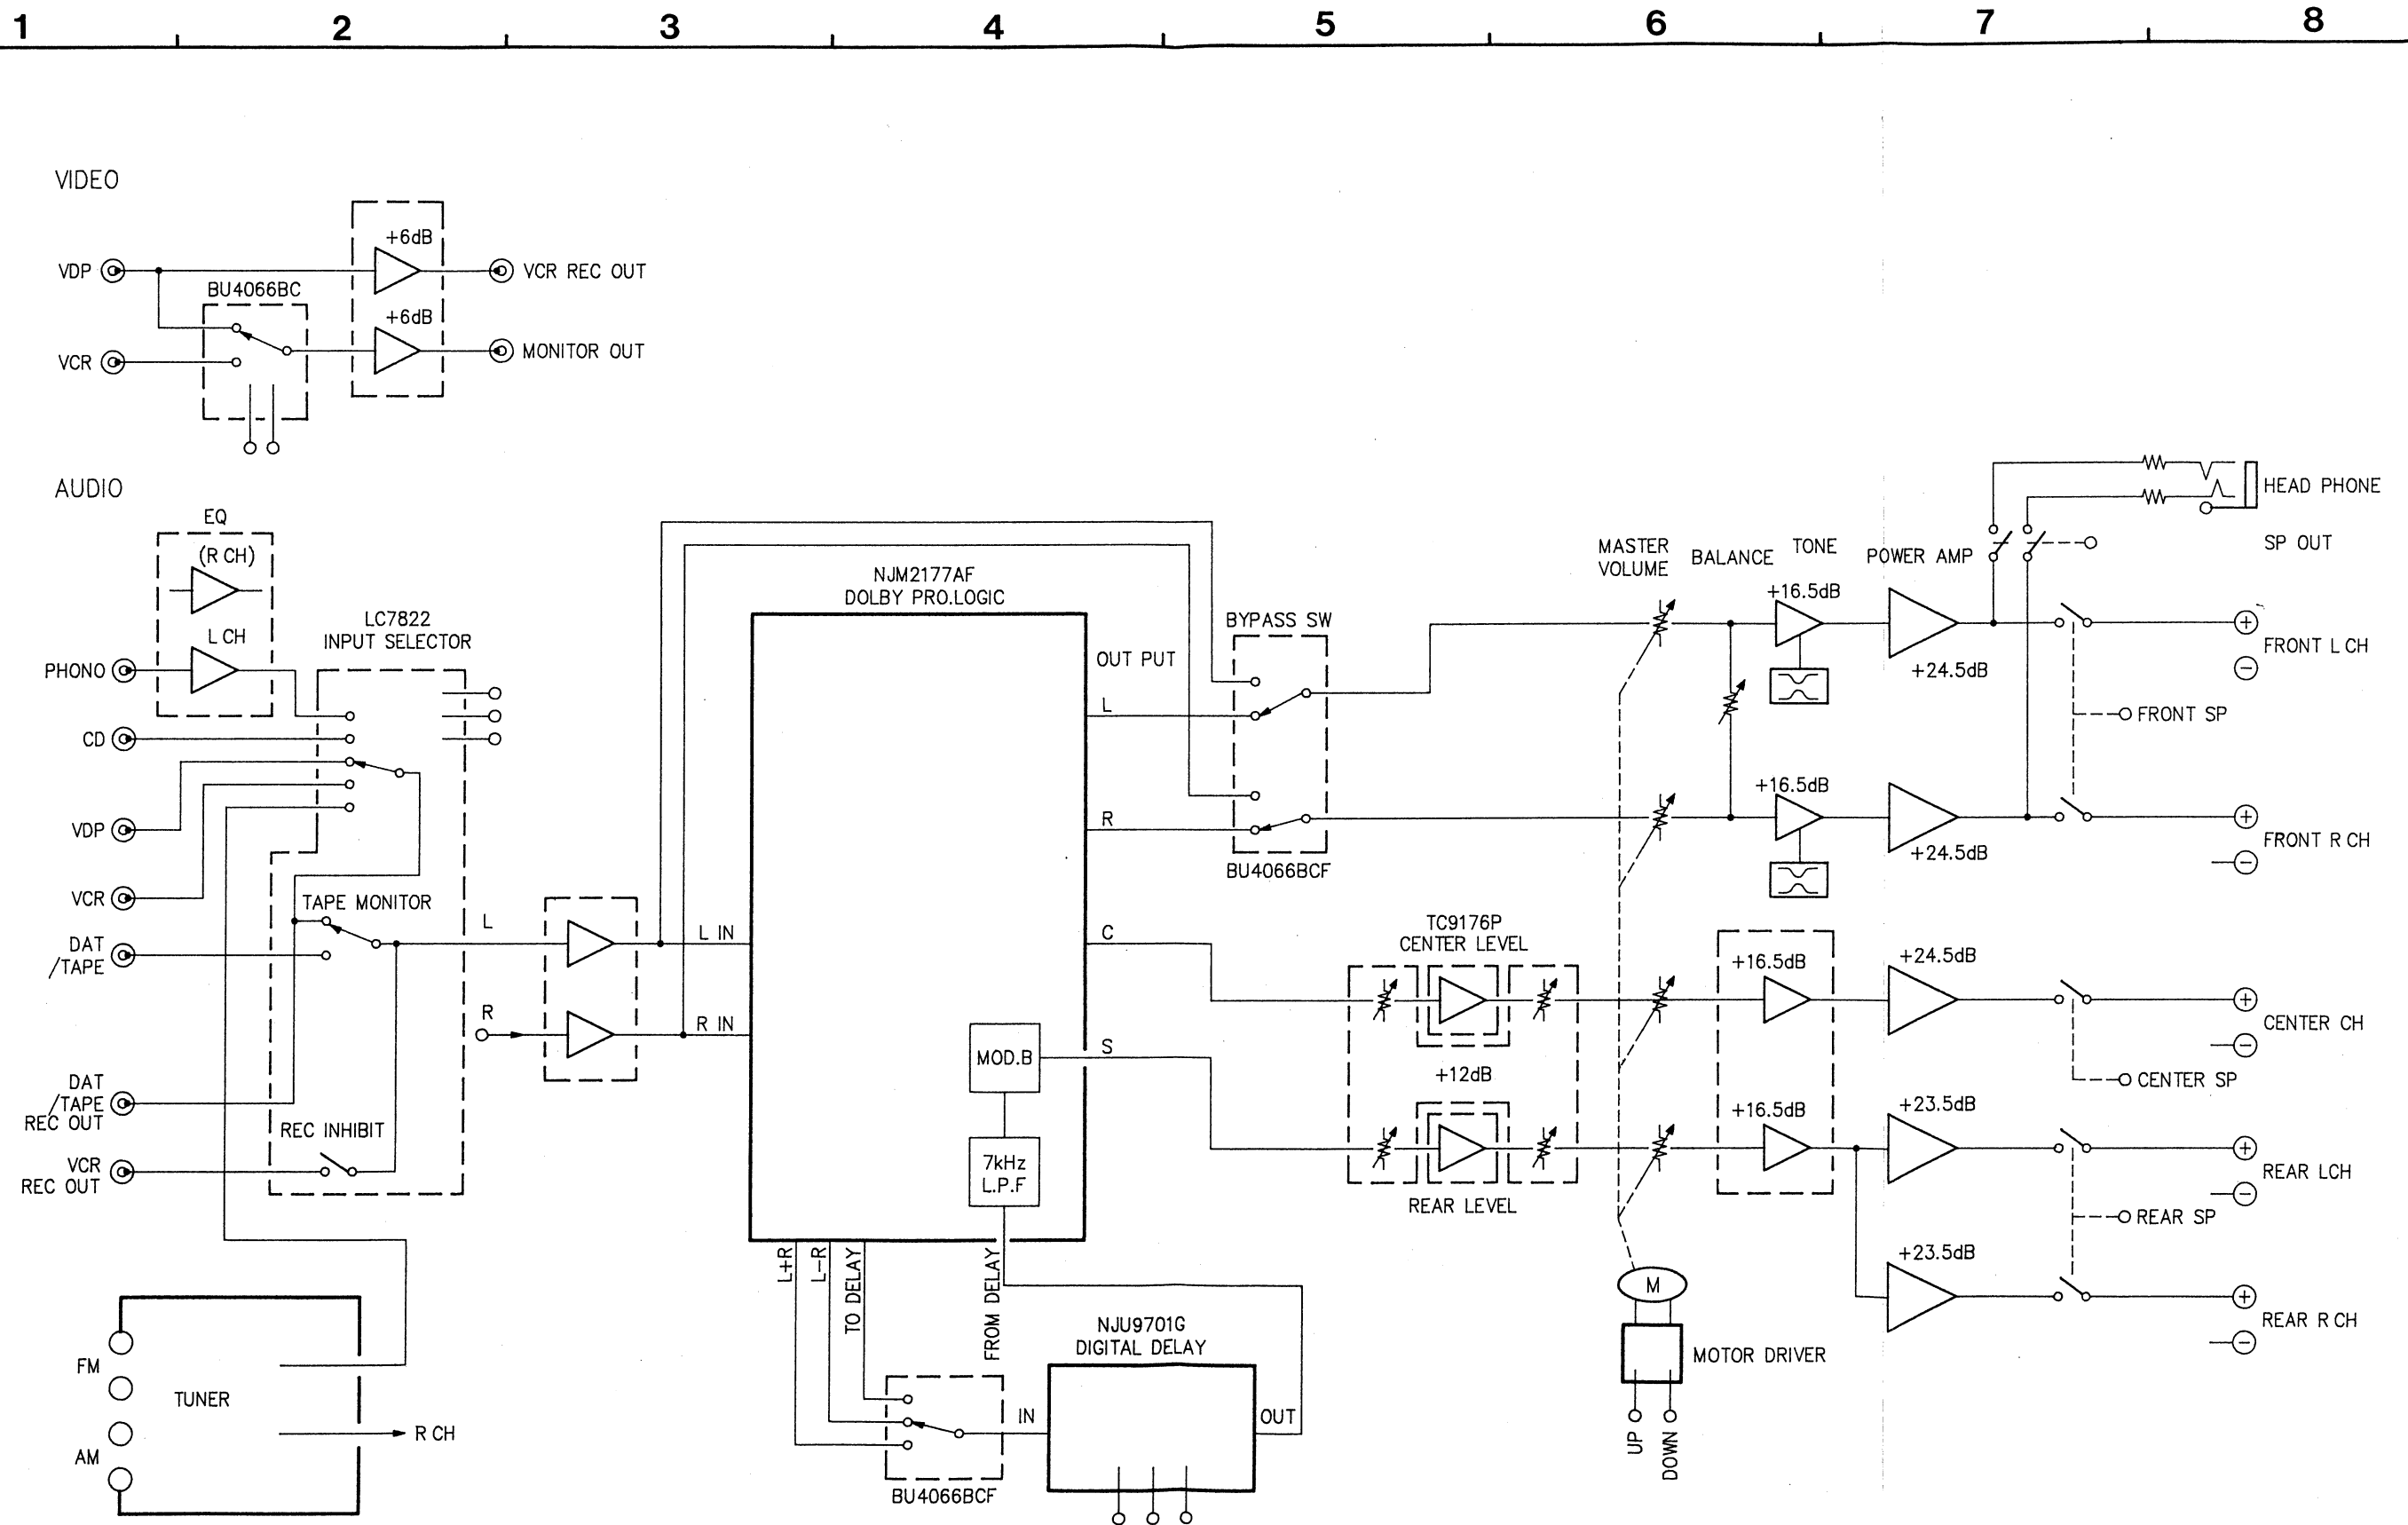 1 2 3 4 5 6 7 8
VIDEO
VDP
+6dB
VCR REC OUT
BU4066BC
+6dB
VCR
MONITOR OUT
AUDIO
EQ
(R CH)
L CH
PHONO
LC7822
INPUT SELECTOR
CD
VDP
VCR
TAPE MONITOR
DAT
/TAPE
DAT
/TAPE
REC OUT
REC INHIBIT
VCR
REC OUT
L
R
FM
TUNER
AM
R CH
NJM2177AF
DOLBY PRO.LOGIC
L IN
R IN
MOD.B
7kHz
L.P.F
OUT PUT
L
R
C
S
L+R
L-R
TO DELAY
FROM DELAY
BU4066BCF
NJU9701G
DIGITAL DELAY
IN
OUT
BYPASS SW
BU4066BCF
TC9176P
CENTER LEVEL
+12dB
REAR LEVEL
MASTER
VOLUME
BALANCE
TONE
POWER AMP
+16.5dB
+24.5dB
+16.5dB
+24.5dB
+16.5dB
+24.5dB
+16.5dB
+23.5dB
+23.5dB
M
MOTOR DRIVER
UP
DOWN
HEAD PHONE
SP OUT
+
FRONT L CH
−
FRONT SP
+
FRONT R CH
−
+
CENTER CH
−
CENTER SP
+
REAR LCH
−
REAR SP
+
REAR R CH
−